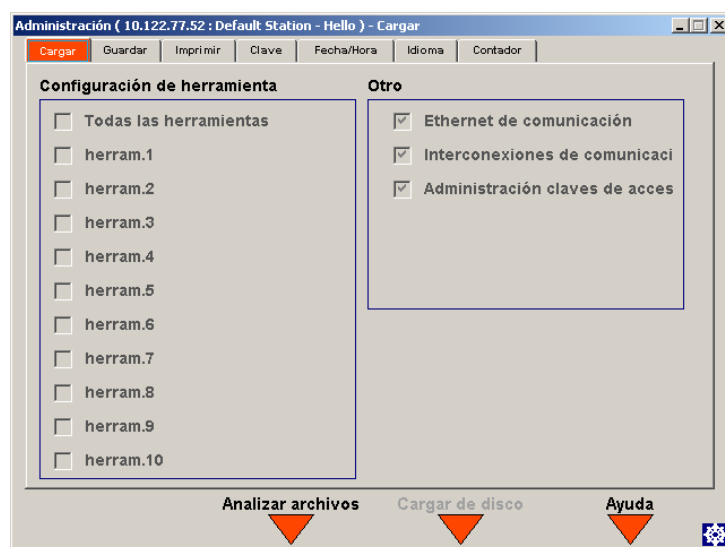 Administración ( 10.122.77.52 : Default Station - Hello ) - Cargar
Cargar Guardar Imprimir Clave Fecha/Hora Idioma Contador
Configuración de herramienta
Todas las herramientas
herram.1
herram.2
herram.3
herram.4
herram.5
herram.6
herram.7
herram.8
herram.9
herram.10
Otro
Ethernet de comunicación
Interconexiones de comunicaci
Administración claves de acces
Analizar archivos Cargar de disco Ayuda